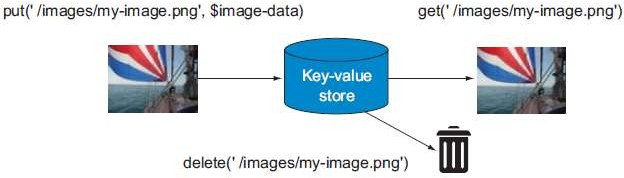 put(' /images/my-image.png', $image-data)
get(' /images/my-image.png')
Key-value
store
delete(' /images/my-image.png')